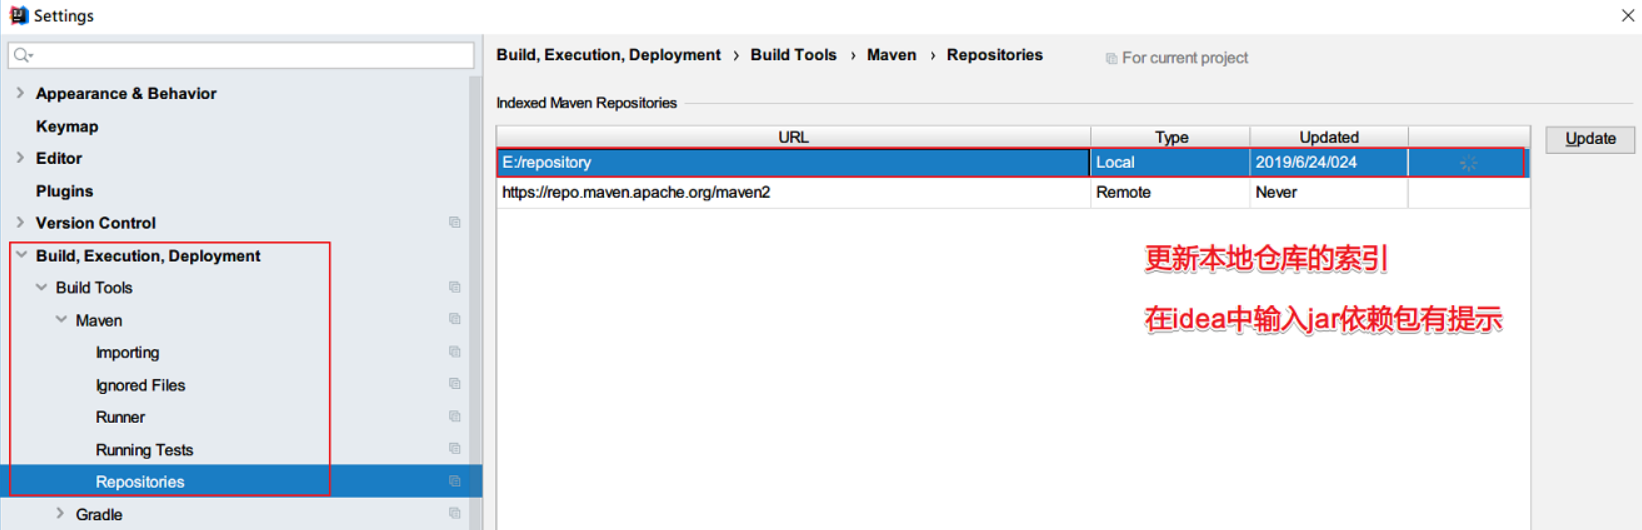 Settings
Build, Execution, Deployment › Build Tools › Maven › Repositories For current project
Appearance & Behavior
Keymap
Editor
Plugins
Version Control
Build, Execution, Deployment
Build Tools
Maven
Importing
Ignored Files
Runner
Running Tests
Repositories
Gradle
Indexed Maven Repositories
URL Type Updated
E:/repository Local 2019/6/24/024
https://repo.maven.apache.org/maven2 Remote Never
Update
更新本地仓库的索引
在idea中输入jar依赖包有提示